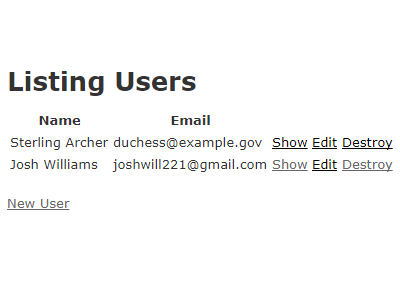 Listing Users
Name Email
Sterling Archer duchess@example.gov Show Edit Destroy
Josh Williams joshwill221@gmail.com Show Edit Destroy
New User